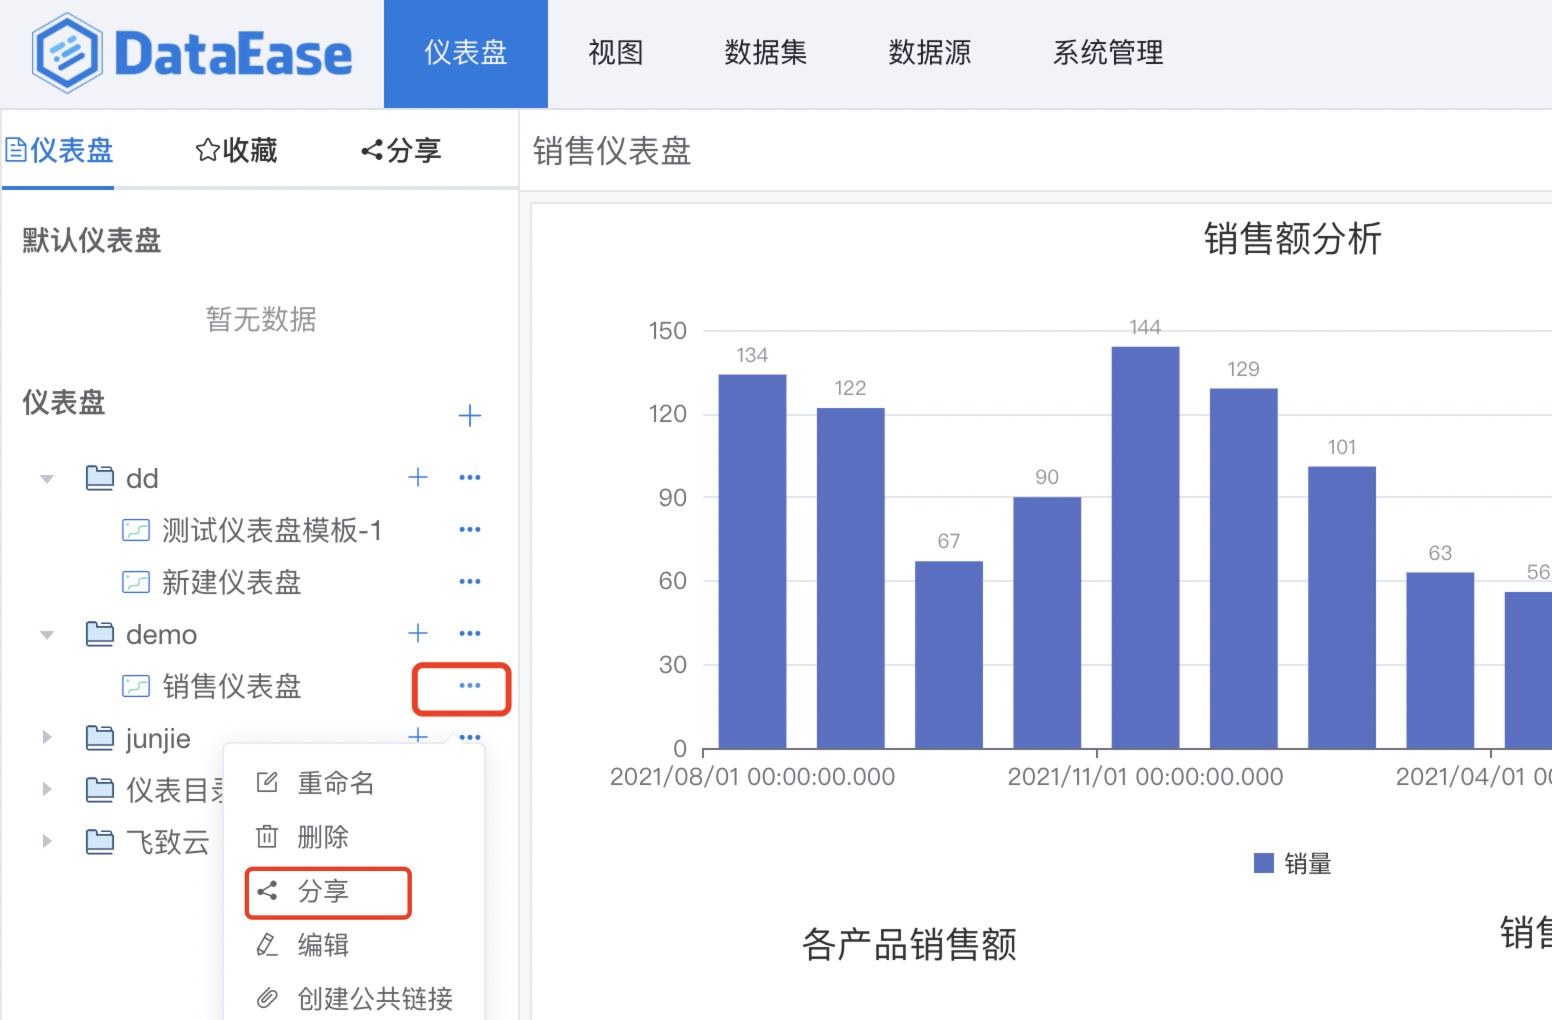 DataEase
仪表盘
视图
数据集
数据源
系统管理
仪表盘
收藏
分享
默认仪表盘
暂无数据
仪表盘
dd
测试仪表盘模板-1
新建仪表盘
demo
销售仪表盘
junjie
仪表目录
飞致云
重命名
删除
分享
编辑
创建公共链接
销售仪表盘
销售额分析
150
120
90
60
30
0
134
122
67
90
144
129
101
63
56
2021/08/01 00:00:00.000
2021/11/01 00:00:00.000
2021/04/01 00
销量
各产品销售额
销售